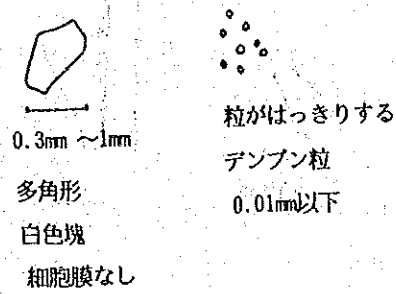 0.3mm ~1mm
多角形
白色塊
細胞膜なし
粒がはっきりする
デンプン粒
0.01mm以下